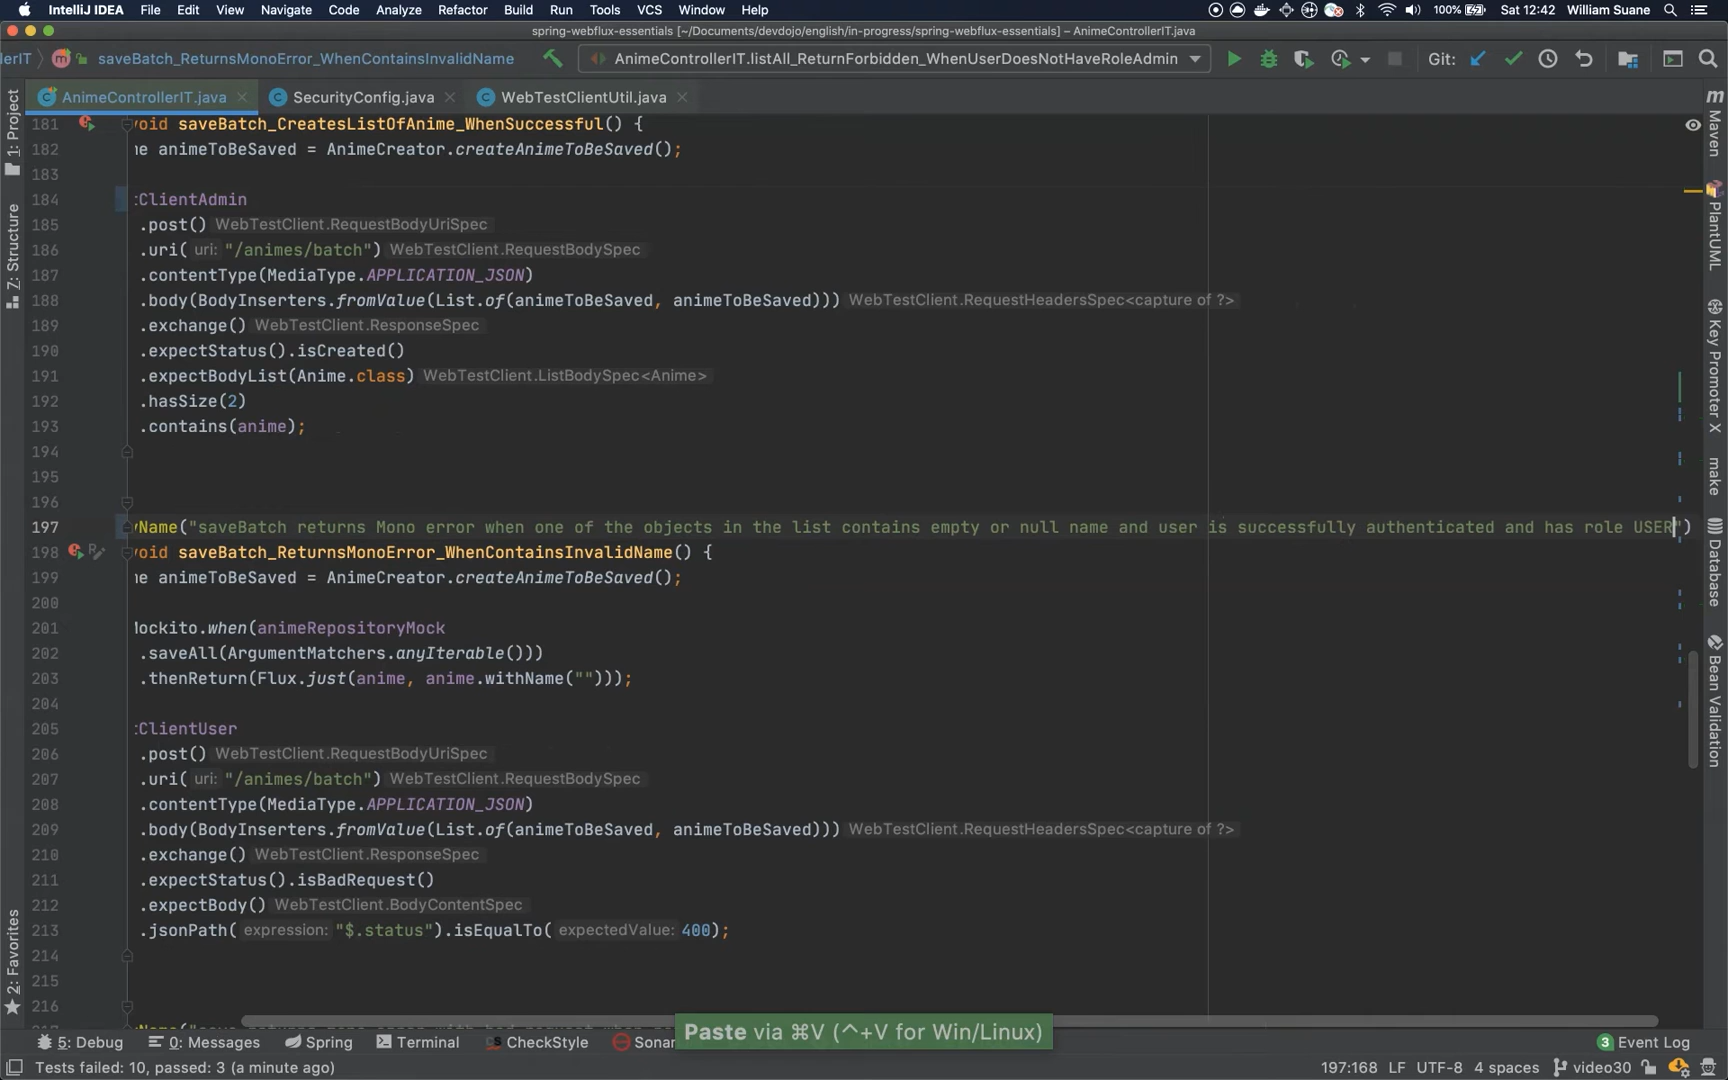 IntelliJ IDEA File Edit View Navigate Code Analyze Refactor Build Run Tools VCS Window Help 100% Sat 12:42 William Suane
spring-webflux-essentials [~/Documents/devdojo/english/in-progress/spring-webflux-essentials] – AnimeControllerIT.java
lerIT saveBatch_ReturnsMonoError_WhenContainsInvalidName AnimeControllerIT.listAll_ReturnForbidden_WhenUserDoesNotHaveRoleAdmin Git:
AnimeControllerIT.java SecurityConfig.java WebTestClientUtil.java
181 void saveBatch_CreatesListOfAnime_WhenSuccessful() {
182 me animeToBeSaved = AnimeCreator.createAnimeToBeSaved();
183
184 tClientAdmin
185 .post() WebTestClient.RequestBodyUriSpec
186 .uri( uri: "/animes/batch") WebTestClient.RequestBodySpec
187 .contentType(MediaType.APPLICATION_JSON)
188 .body(BodyInserters.fromValue(List.of(animeToBeSaved, animeToBeSaved))) WebTestClient.RequestHeadersSpec<capture of ?>
189 .exchange() WebTestClient.ResponseSpec
190 .expectStatus().isCreated()
191 .expectBodyList(Anime.class) WebTestClient.ListBodySpec<Anime>
192 .hasSize(2)
193 .contains(anime);
194
195
196
197 yName("saveBatch returns Mono error when one of the objects in the list contains empty or null name and user is successfully authenticated and has role USER")
198 void saveBatch_ReturnsMonoError_WhenContainsInvalidName() {
199 me animeToBeSaved = AnimeCreator.createAnimeToBeSaved();
200
201 Mockito.when(animeRepositoryMock
202 .saveAll(ArgumentMatchers.anyIterable()))
203 .thenReturn(Flux.just(anime, anime.withName("")));
204
205 tClientUser
206 .post() WebTestClient.RequestBodyUriSpec
207 .uri( uri: "/animes/batch") WebTestClient.RequestBodySpec
208 .contentType(MediaType.APPLICATION_JSON)
209 .body(BodyInserters.fromValue(List.of(animeToBeSaved, animeToBeSaved))) WebTestClient.RequestHeadersSpec<capture of ?>
210 .exchange() WebTestClient.ResponseSpec
211 .expectStatus().isBadRequest()
212 .expectBody() WebTestClient.BodyContentSpec
213 .jsonPath( expression: "$.status").isEqualTo( expectedValue: 400);
214
215
216
1: Project
7: Structure
2: Favorites
m Maven
PlantUML
Key Promoter X
make
Database
Bean Validation
Paste via ⌘V (^+V for Win/Linux)
5: Debug 0: Messages Spring Terminal CheckStyle Sonar 3 Event Log
Tests failed: 10, passed: 3 (a minute ago) 197:168 LF UTF-8 4 spaces video30